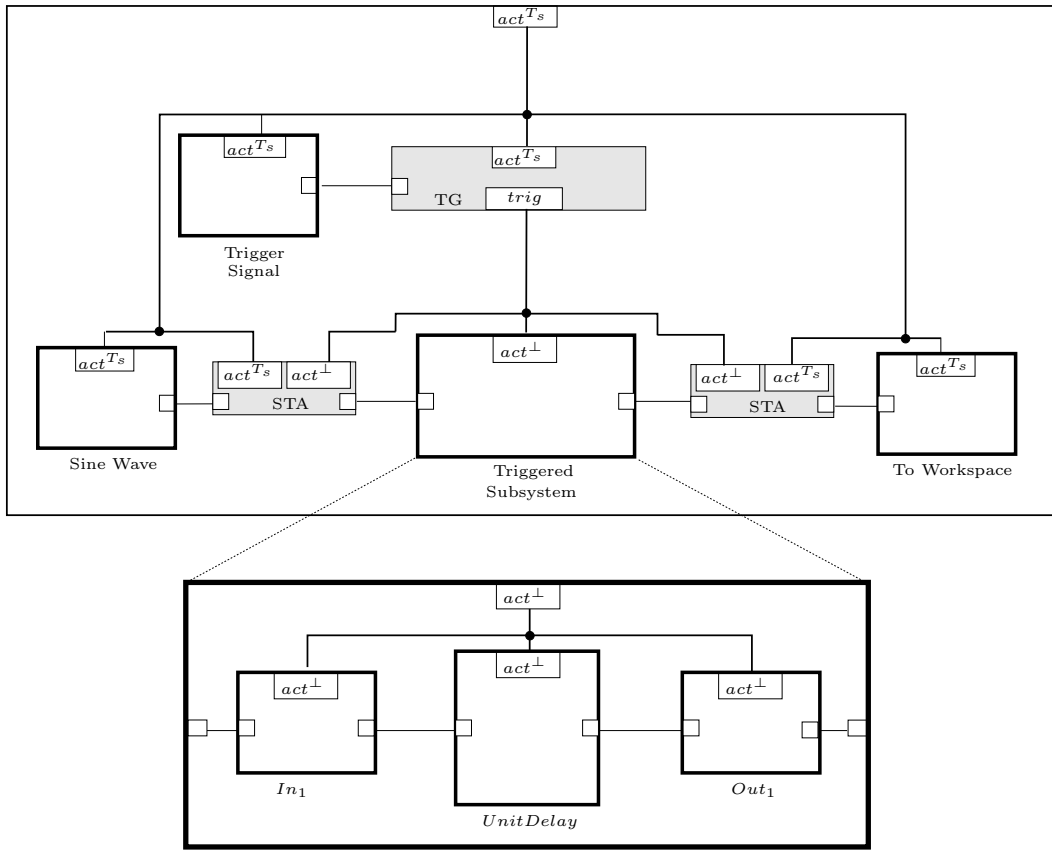 act^{T_s}
act^{T_s}
act^{T_s}
TG
trig
Trigger
Signal
act^{T_s}
act^{T_s}
act^⊥
STA
act^⊥
act^⊥
act^{T_s}
STA
act^{T_s}
Sine Wave
Triggered
Subsystem
To Workspace
act^⊥
act^⊥
act^⊥
act^⊥
In_1
UnitDelay
Out_1